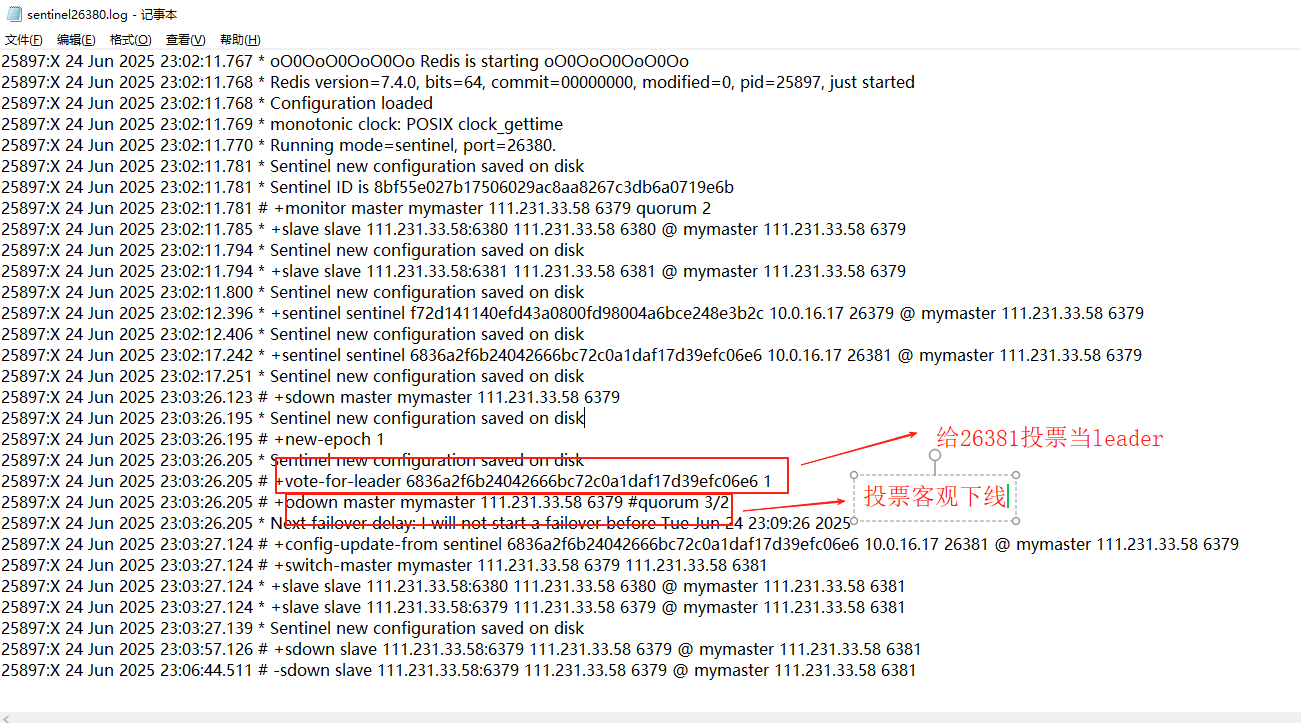 sentinel26380.log - 记事本
文件(F) 编辑(E) 格式(O) 查看(V) 帮助(H)
25897:X 24 Jun 2025 23:02:11.767 * oO0OoO0OoO0Oo Redis is starting oO0OoO0OoO0Oo
25897:X 24 Jun 2025 23:02:11.768 * Redis version=7.4.0, bits=64, commit=00000000, modified=0, pid=25897, just started
25897:X 24 Jun 2025 23:02:11.768 * Configuration loaded
25897:X 24 Jun 2025 23:02:11.769 * monotonic clock: POSIX clock_gettime
25897:X 24 Jun 2025 23:02:11.770 * Running mode=sentinel, port=26380.
25897:X 24 Jun 2025 23:02:11.781 * Sentinel new configuration saved on disk
25897:X 24 Jun 2025 23:02:11.781 * Sentinel ID is 8bf55e027b17506029ac8aa8267c3db6a0719e6b
25897:X 24 Jun 2025 23:02:11.781 # +monitor master mymaster 111.231.33.58 6379 quorum 2
25897:X 24 Jun 2025 23:02:11.785 * +slave slave 111.231.33.58:6380 111.231.33.58 6380 @ mymaster 111.231.33.58 6379
25897:X 24 Jun 2025 23:02:11.794 * Sentinel new configuration saved on disk
25897:X 24 Jun 2025 23:02:11.794 * +slave slave 111.231.33.58:6381 111.231.33.58 6381 @ mymaster 111.231.33.58 6379
25897:X 24 Jun 2025 23:02:11.800 * Sentinel new configuration saved on disk
25897:X 24 Jun 2025 23:02:12.396 * +sentinel sentinel f72d141140efd43a0800fd98004a6bce248e3b2c 10.0.16.17 26379 @ mymaster 111.231.33.58 6379
25897:X 24 Jun 2025 23:02:12.406 * Sentinel new configuration saved on disk
25897:X 24 Jun 2025 23:02:17.242 * +sentinel sentinel 6836a2f6b24042666bc72c0a1daf17d39efc06e6 10.0.16.17 26381 @ mymaster 111.231.33.58 6379
25897:X 24 Jun 2025 23:02:17.251 * Sentinel new configuration saved on disk
25897:X 24 Jun 2025 23:03:26.123 # +sdown master mymaster 111.231.33.58 6379
25897:X 24 Jun 2025 23:03:26.195 * Sentinel new configuration saved on disk
25897:X 24 Jun 2025 23:03:26.195 # +new-epoch 1
25897:X 24 Jun 2025 23:03:26.205 * Sentinel new configuration saved on disk
25897:X 24 Jun 2025 23:03:26.205 # +vote-for-leader 6836a2f6b24042666bc72c0a1daf17d39efc06e6 1
给26381投票当leader
25897:X 24 Jun 2025 23:03:26.205 # +odown master mymaster 111.231.33.58 6379 #quorum 3/2
投票客观下线
25897:X 24 Jun 2025 23:03:26.205 * Next failover delay: I will not start a failover before Tue Jun 24 23:09:26 2025
25897:X 24 Jun 2025 23:03:27.124 # +config-update-from sentinel 6836a2f6b24042666bc72c0a1daf17d39efc06e6 10.0.16.17 26381 @ mymaster 111.231.33.58 6379
25897:X 24 Jun 2025 23:03:27.124 # +switch-master mymaster 111.231.33.58 6379 111.231.33.58 6381
25897:X 24 Jun 2025 23:03:27.124 * +slave slave 111.231.33.58:6380 111.231.33.58 6380 @ mymaster 111.231.33.58 6381
25897:X 24 Jun 2025 23:03:27.124 * +slave slave 111.231.33.58:6379 111.231.33.58 6379 @ mymaster 111.231.33.58 6381
25897:X 24 Jun 2025 23:03:27.139 * Sentinel new configuration saved on disk
25897:X 24 Jun 2025 23:03:57.126 # +sdown slave 111.231.33.58:6379 111.231.33.58 6379 @ mymaster 111.231.33.58 6381
25897:X 24 Jun 2025 23:06:44.511 # -sdown slave 111.231.33.58:6379 111.231.33.58 6379 @ mymaster 111.231.33.58 6381